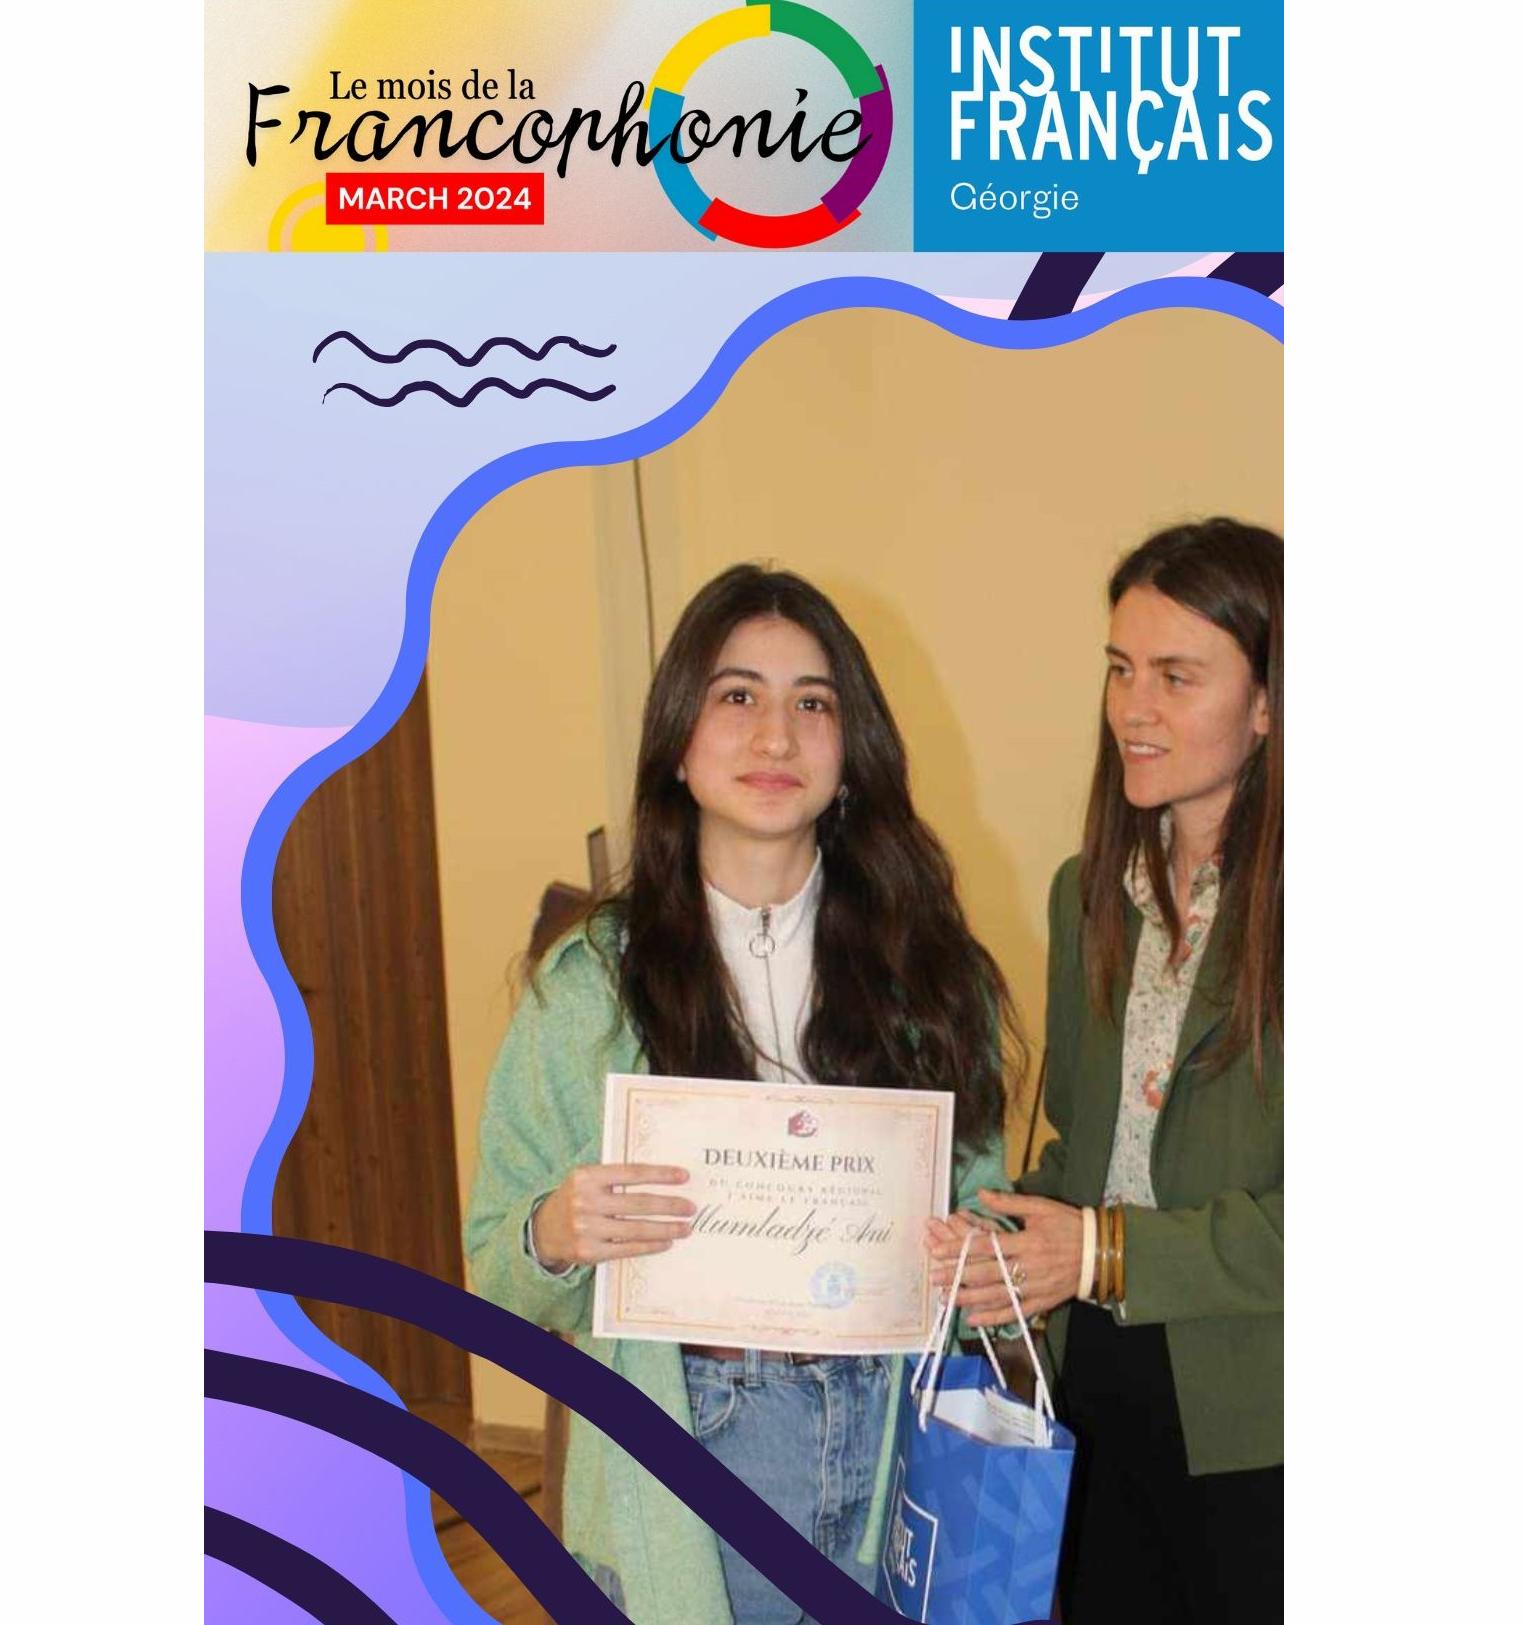 Le mois de la
Francophonie
MARCH 2024
INSTITUT
FRANÇAIS
Géorgie
DEUXIÈME PRIX
DU CONCOURS RÉGIONAL
J'AIME LE FRANÇAIS
Mumladzé Ani